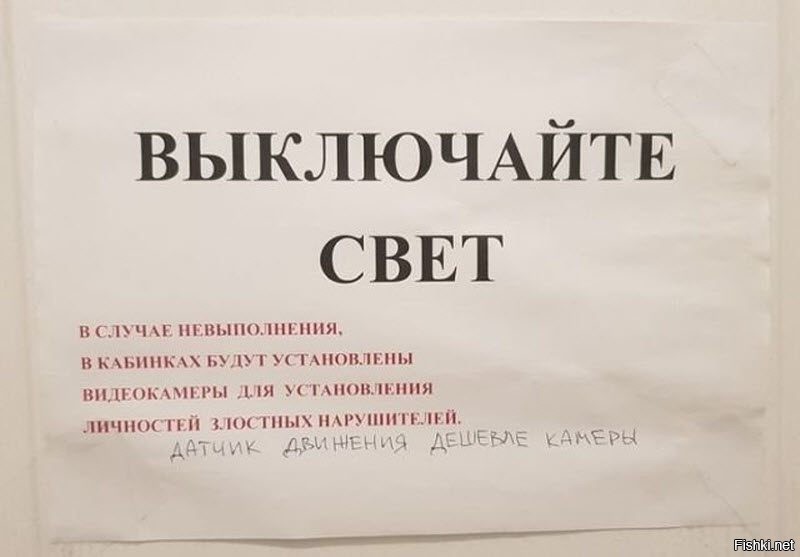 ВЫКЛЮЧАЙТЕ
СВЕТ
В СЛУЧАЕ НЕВЫПОЛНЕНИЯ,
В КАБИНКАХ БУДУТ УСТАНОВЛЕНЫ
ВИДЕОКАМЕРЫ ДЛЯ УСТАНОВЛЕНИЯ
ЛИЧНОСТЕЙ ЗЛОСТНЫХ НАРУШИТЕЛЕЙ.
ДАТЧИК ДВИЖЕНИЯ ДЕШЕВЛЕ КАМЕРЫ
Fishki.net